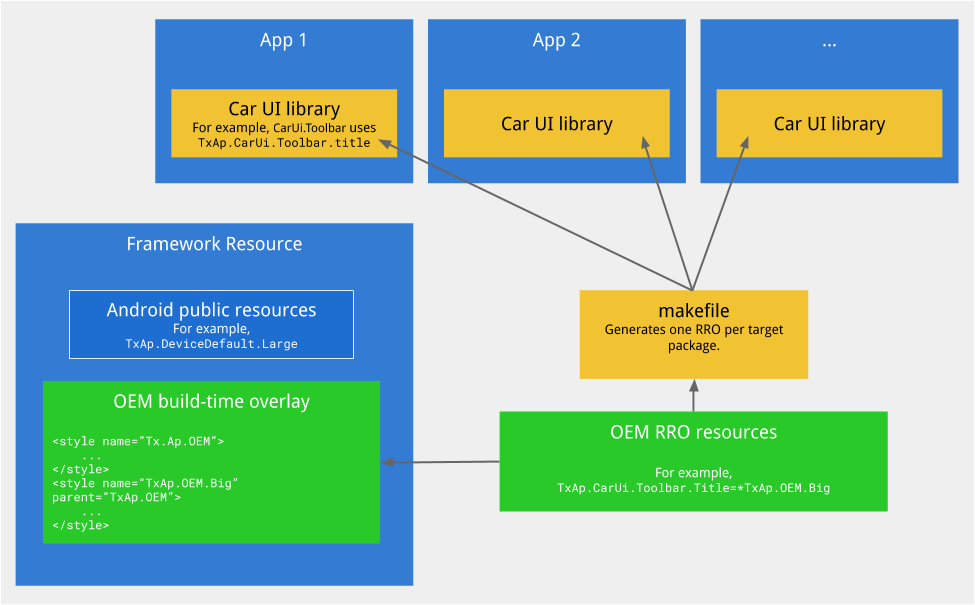 App 1
Car UI library
For example, CarUi.Toolbar uses
TxAp.CarUi.Toolbar.title
App 2
Car UI library
...
Car UI library
Framework Resource
Android public resources
For example,
TxAp.DeviceDefault.Large
OEM build-time overlay
<style name=”Tx.Ap.OEM”>
...
</style>
<style name=”TxAp.OEM.Big”
parent=”TxAp.OEM”>
...
</style>
makefile
Generates one RRO per target
package.
OEM RRO resources
For example,
TxAp.CarUi.Toolbar.Title=*TxAp.OEM.Big